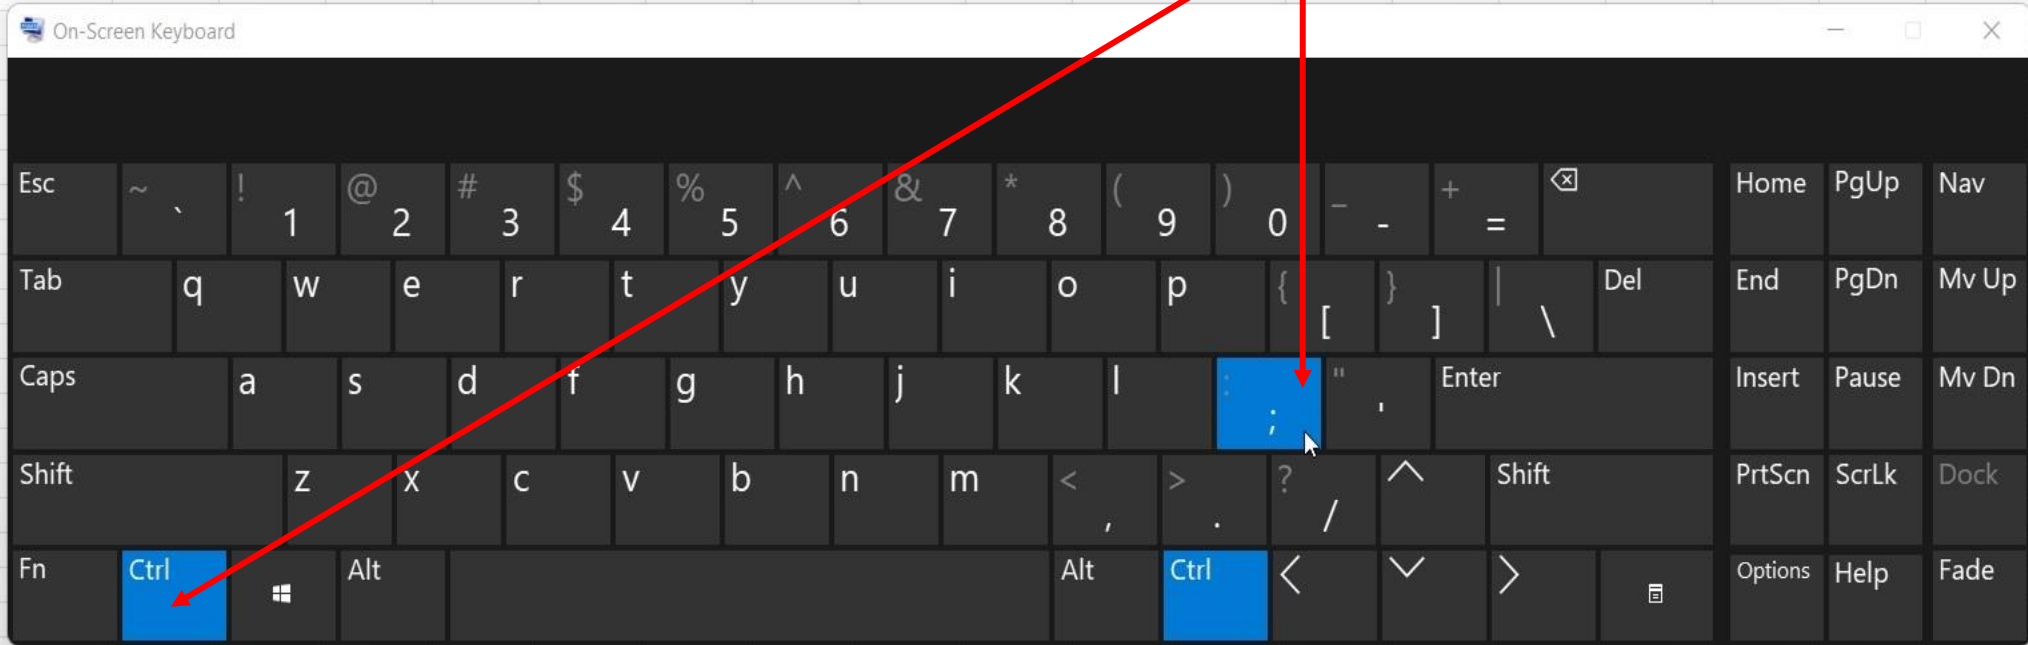 On-Screen Keyboard
Esc ~ ` ! 1 @ 2 # 3 $ 4 % 5 ^ 6 & 7 * 8 ( 9 ) 0 _ - + = Home PgUp Nav
Tab q w e r t y u i o p { [ } ] | \ Del End PgDn Mv Up
Caps a s d f g h j k l : ; " ' Enter Insert Pause Mv Dn
Shift z x c v b n m < , > . ? / Shift PrtScn ScrLk Dock
Fn Ctrl Alt Alt Ctrl Options Help Fade